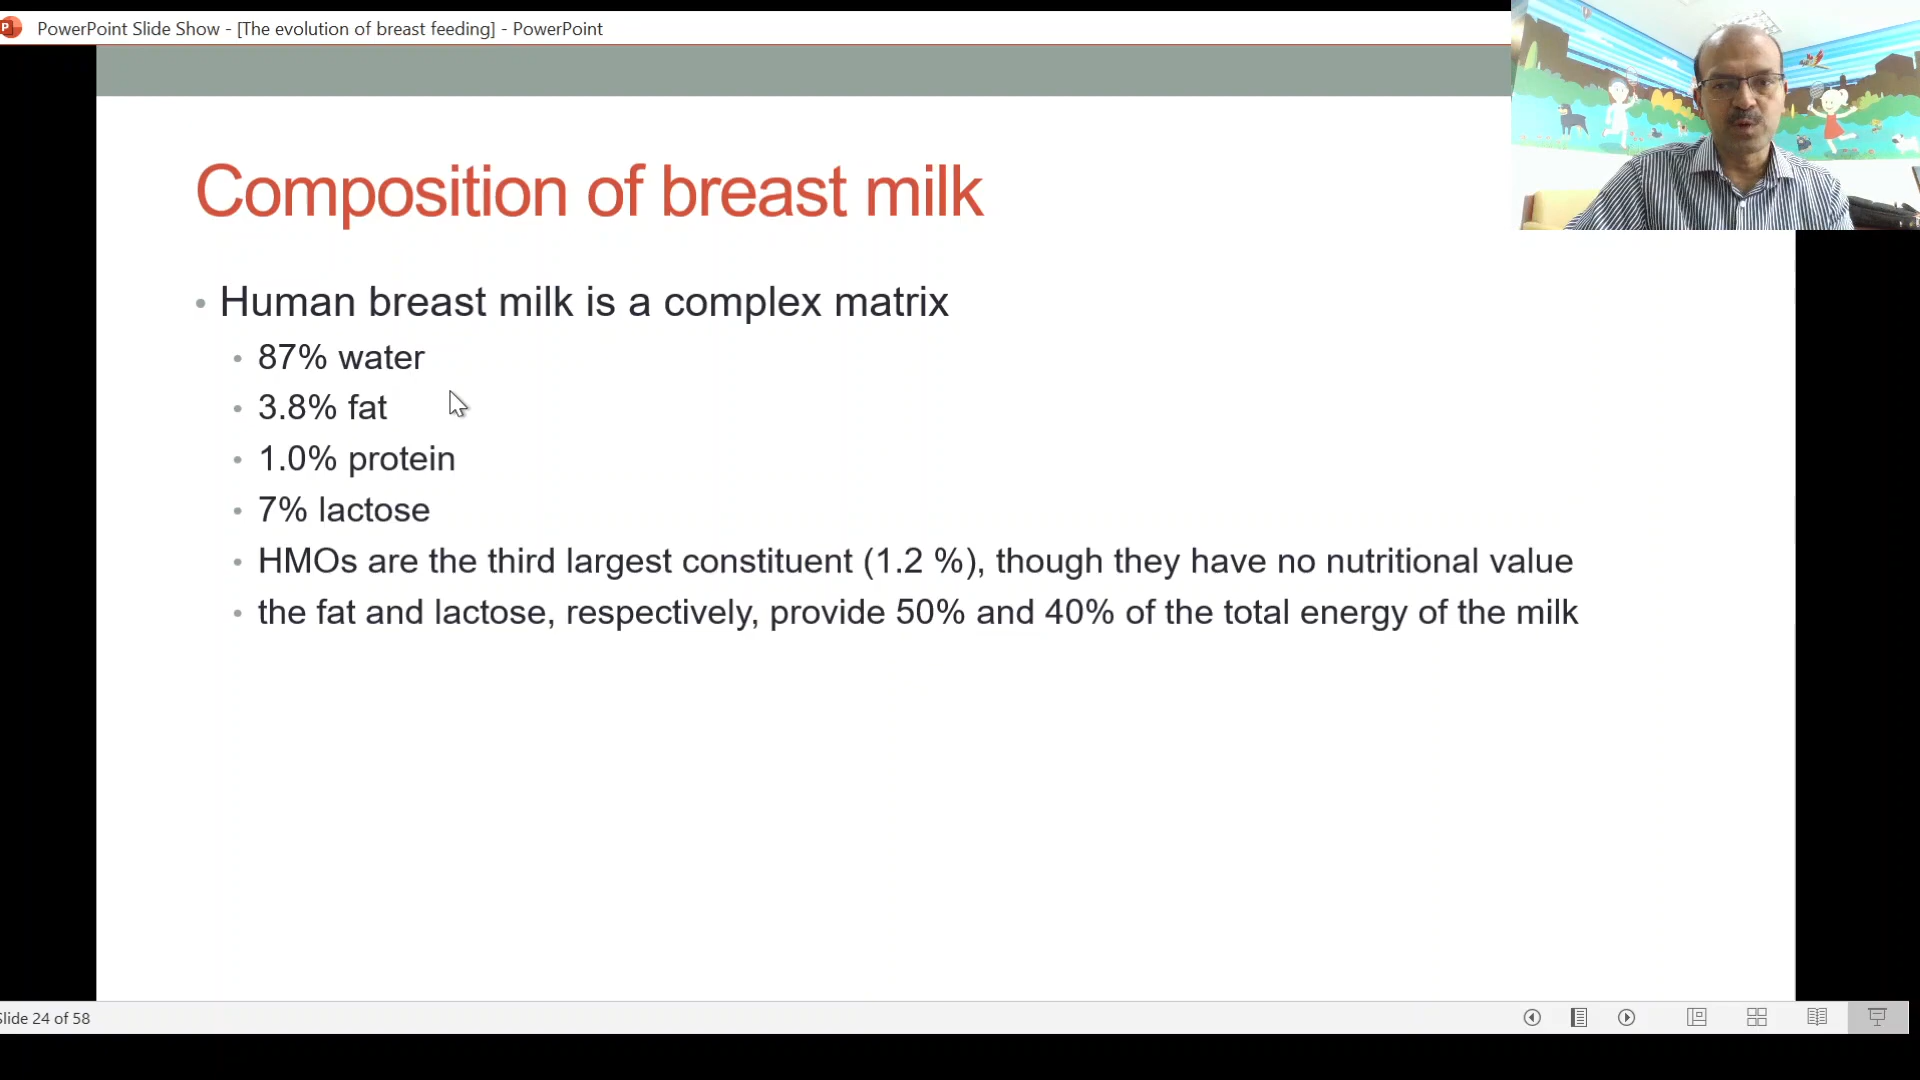 PowerPoint Slide Show - [The evolution of breast feeding] - PowerPoint
Composition of breast milk
• Human breast milk is a complex matrix
• 87% water
• 3.8% fat
• 1.0% protein
• 7% lactose
• HMOs are the third largest constituent (1.2 %), though they have no nutritional value
• the fat and lactose, respectively, provide 50% and 40% of the total energy of the milk
Slide 24 of 58